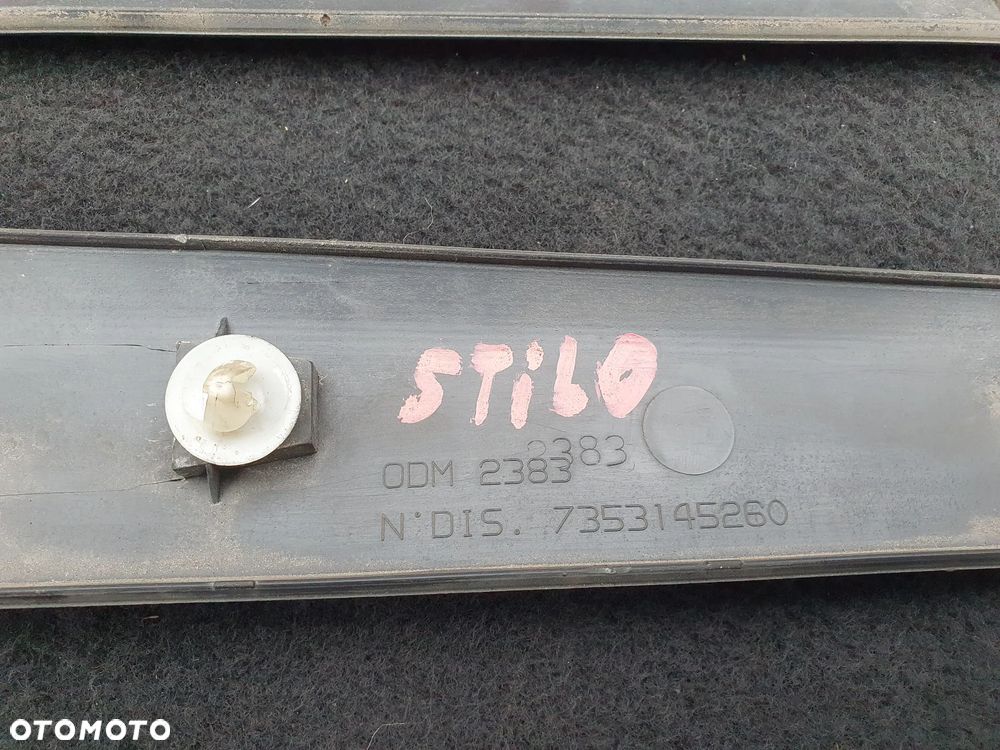 STiLO
2383
ODM 2383
N°DIS. 7353145260
OTOMOTO